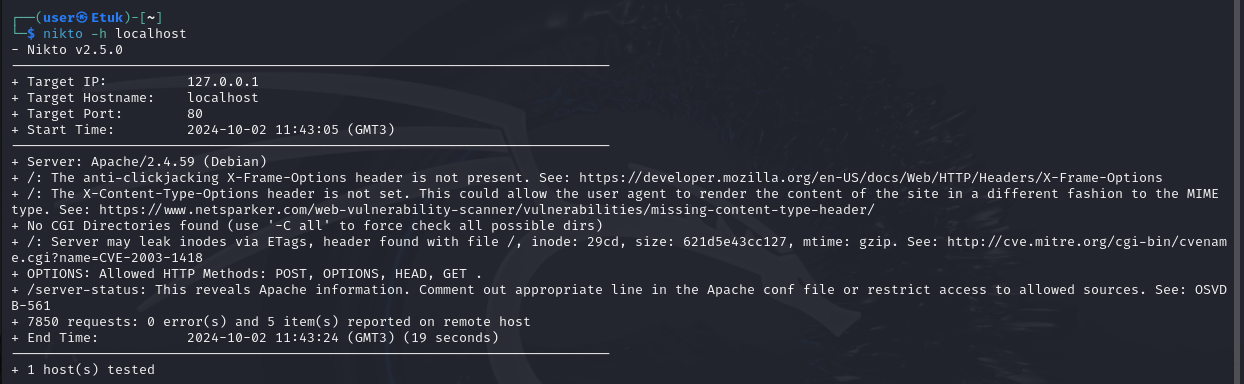 ┌──(user㉿Etuk)-[~]
└─$ nikto -h localhost
- Nikto v2.5.0
---------------------------------------------------------------------------
+ Target IP:          127.0.0.1
+ Target Hostname:    localhost
+ Target Port:        80
+ Start Time:         2024-10-02 11:43:05 (GMT3)
---------------------------------------------------------------------------
+ Server: Apache/2.4.59 (Debian)
+ /: The anti-clickjacking X-Frame-Options header is not present. See: https://developer.mozilla.org/en-US/docs/Web/HTTP/Headers/X-Frame-Options
+ /: The X-Content-Type-Options header is not set. This could allow the user agent to render the content of the site in a different fashion to the MIME
type. See: https://www.netsparker.com/web-vulnerability-scanner/vulnerabilities/missing-content-type-header/
+ No CGI Directories found (use '-C all' to force check all possible dirs)
+ /: Server may leak inodes via ETags, header found with file /, inode: 29cd, size: 621d5e43cc127, mtime: gzip. See: http://cve.mitre.org/cgi-bin/cvenam
e.cgi?name=CVE-2003-1418
+ OPTIONS: Allowed HTTP Methods: POST, OPTIONS, HEAD, GET .
+ /server-status: This reveals Apache information. Comment out appropriate line in the Apache conf file or restrict access to allowed sources. See: OSVD
B-561
+ 7850 requests: 0 error(s) and 5 item(s) reported on remote host
+ End Time:           2024-10-02 11:43:24 (GMT3) (19 seconds)
---------------------------------------------------------------------------
+ 1 host(s) tested